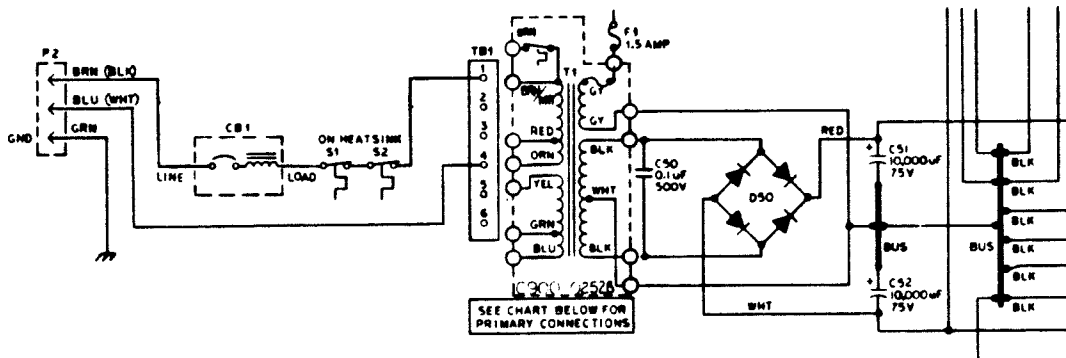 P2
BRN (BLK)
BLU (WHT)
GRN
GND
CB1
LINE
LOAD
ON HEATSINK
S1
S2
TB1
1
2
3
4
5
6
BRN
BRN/
RED
ORN
YEL
GRN
BLU
T1
F1
1.5 AMP
GY
GY
BLK
WHT
BLK
C50
0.1uF
500V
D50
RED
WHT
C51
10,000uF
75V
BUS
C52
10,000uF
75V
BUS
BLK
BLK
BLK
BLK
BLK
BLK
SEE CHART BELOW FOR
PRIMARY CONNECTIONS